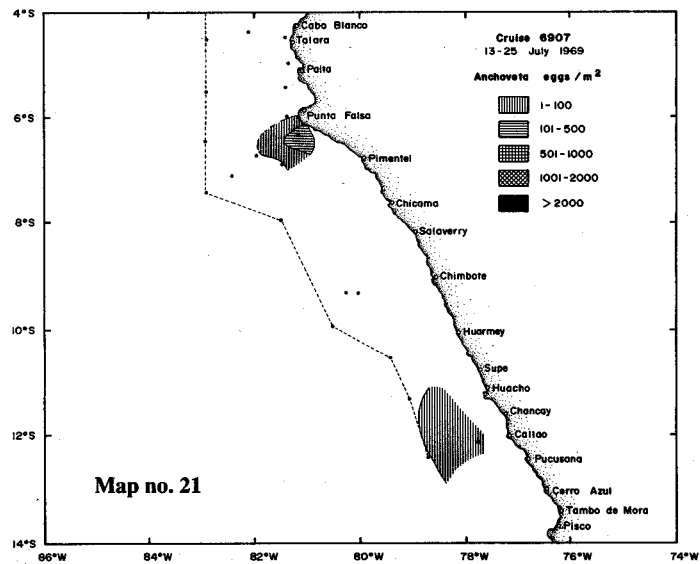 4°S
6°S
8°S
10°S
12°S
14°S
86°W
84°W
82°W
80°W
78°W
76°W
74°W
Cabo Blanco
Talara
Paita
Punta Falsa
Pimentel
Chicama
Salaverry
Chimbote
Huarmey
Supe
Huacho
Chancay
Callao
Pucusana
Cerro Azul
Tambo de Mora
Pisco
Cruise 6907
13-25 July 1969
Anchoveta eggs/m²
1-100
101-500
501-1000
1001-2000
>2000
Map no. 21